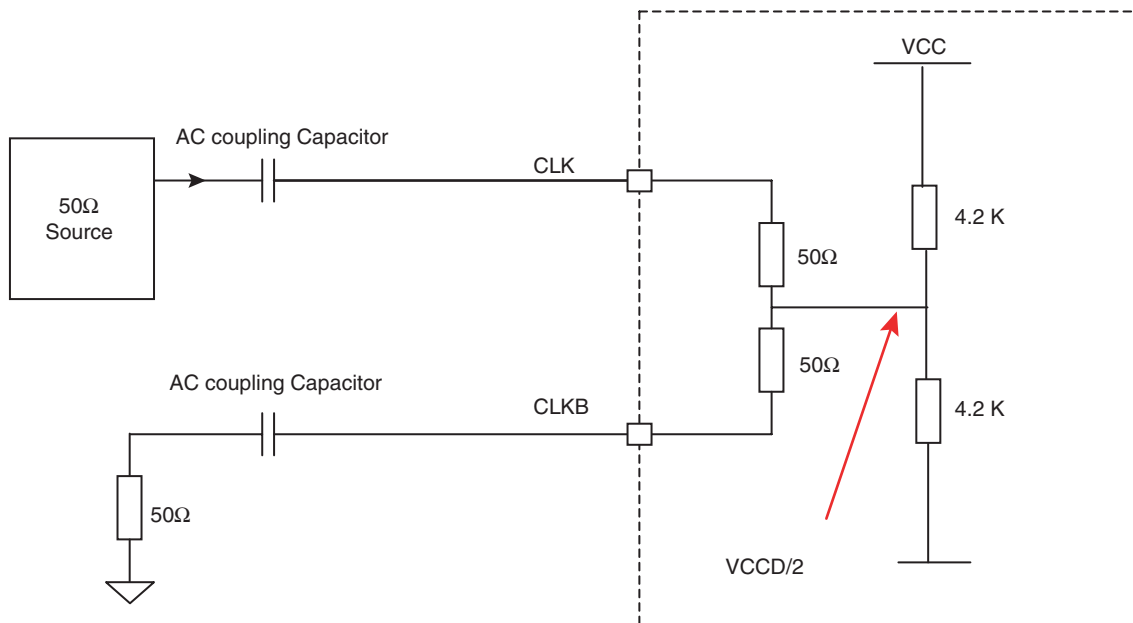 VCC
AC coupling Capacitor
CLK
50Ω
Source
4.2 K
50Ω
50Ω
AC coupling Capacitor
CLKB
4.2 K
50Ω
VCCD/2